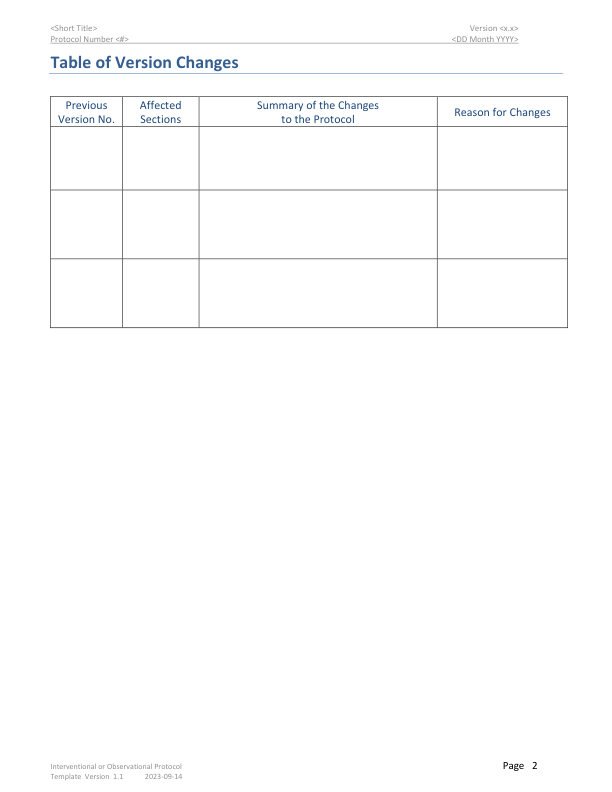 <Short Title>
Version <x.x>
Protocol Number <#>
<DD Month YYYY>
Table of Version Changes
Previous
Version No.
Affected
Sections
Summary of the Changes
to the Protocol
Reason for Changes
Interventional or Observational Protocol
Page 2
Template Version 1.1 2023-09-14